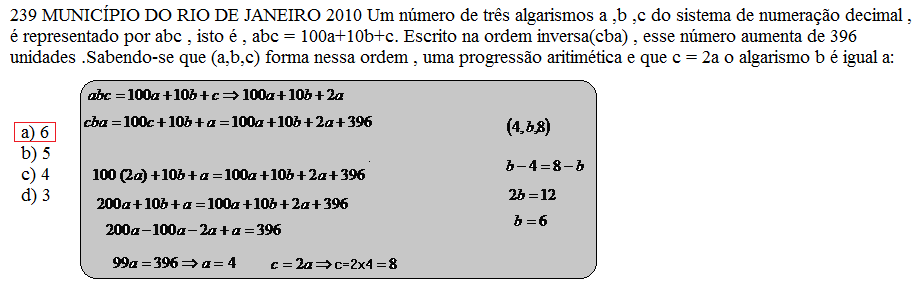 239 MUNICÍPIO DO RIO DE JANEIRO 2010 Um número de três algarismos a ,b ,c do sistema de numeração decimal ,
é representado por abc , isto é , abc = 100a+10b+c. Escrito na ordem inversa(cba) , esse número aumenta de 396
unidades .Sabendo-se que (a,b,c) forma nessa ordem , uma progressão aritimética e que c = 2a o algarismo b é igual a:
a) 6
b) 5
c) 4
d) 3
abc = 100a + 10b + c ⇒ 100a + 10b + 2a
cba = 100c + 10b + a = 100a + 10b + 2a + 396
100 (2a) + 10b + a = 100a + 10b + 2a + 396
200a + 10b + a = 100a + 10b + 2a + 396
200a − 100a − 2a + a = 396
99a = 396 ⇒ a = 4 c = 2a ⇒ c=2x4 = 8
(4,b,8)
b − 4 = 8 − b
2b = 12
b = 6